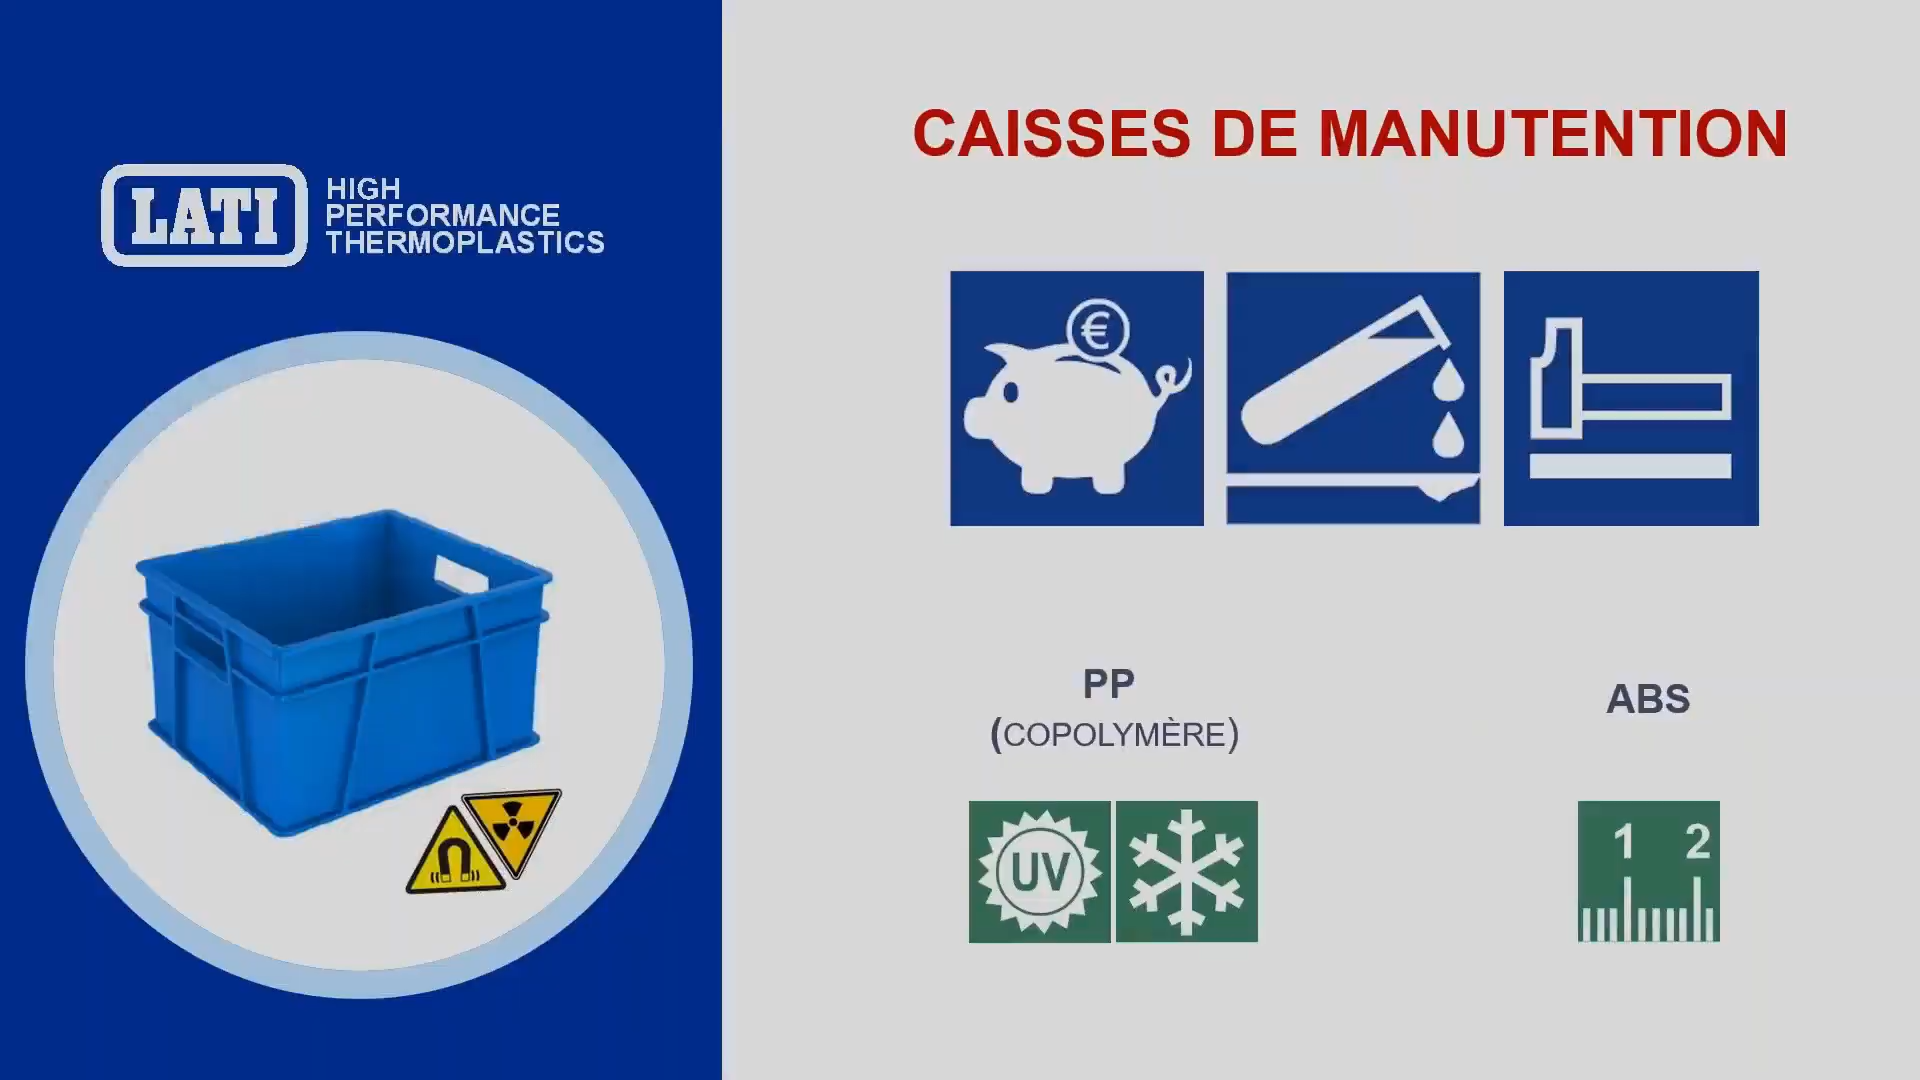 LATI
HIGH
PERFORMANCE
THERMOPLASTICS
CAISSES DE MANUTENTION
€
PP
(COPOLYMÈRE)
ABS
UV
1 2